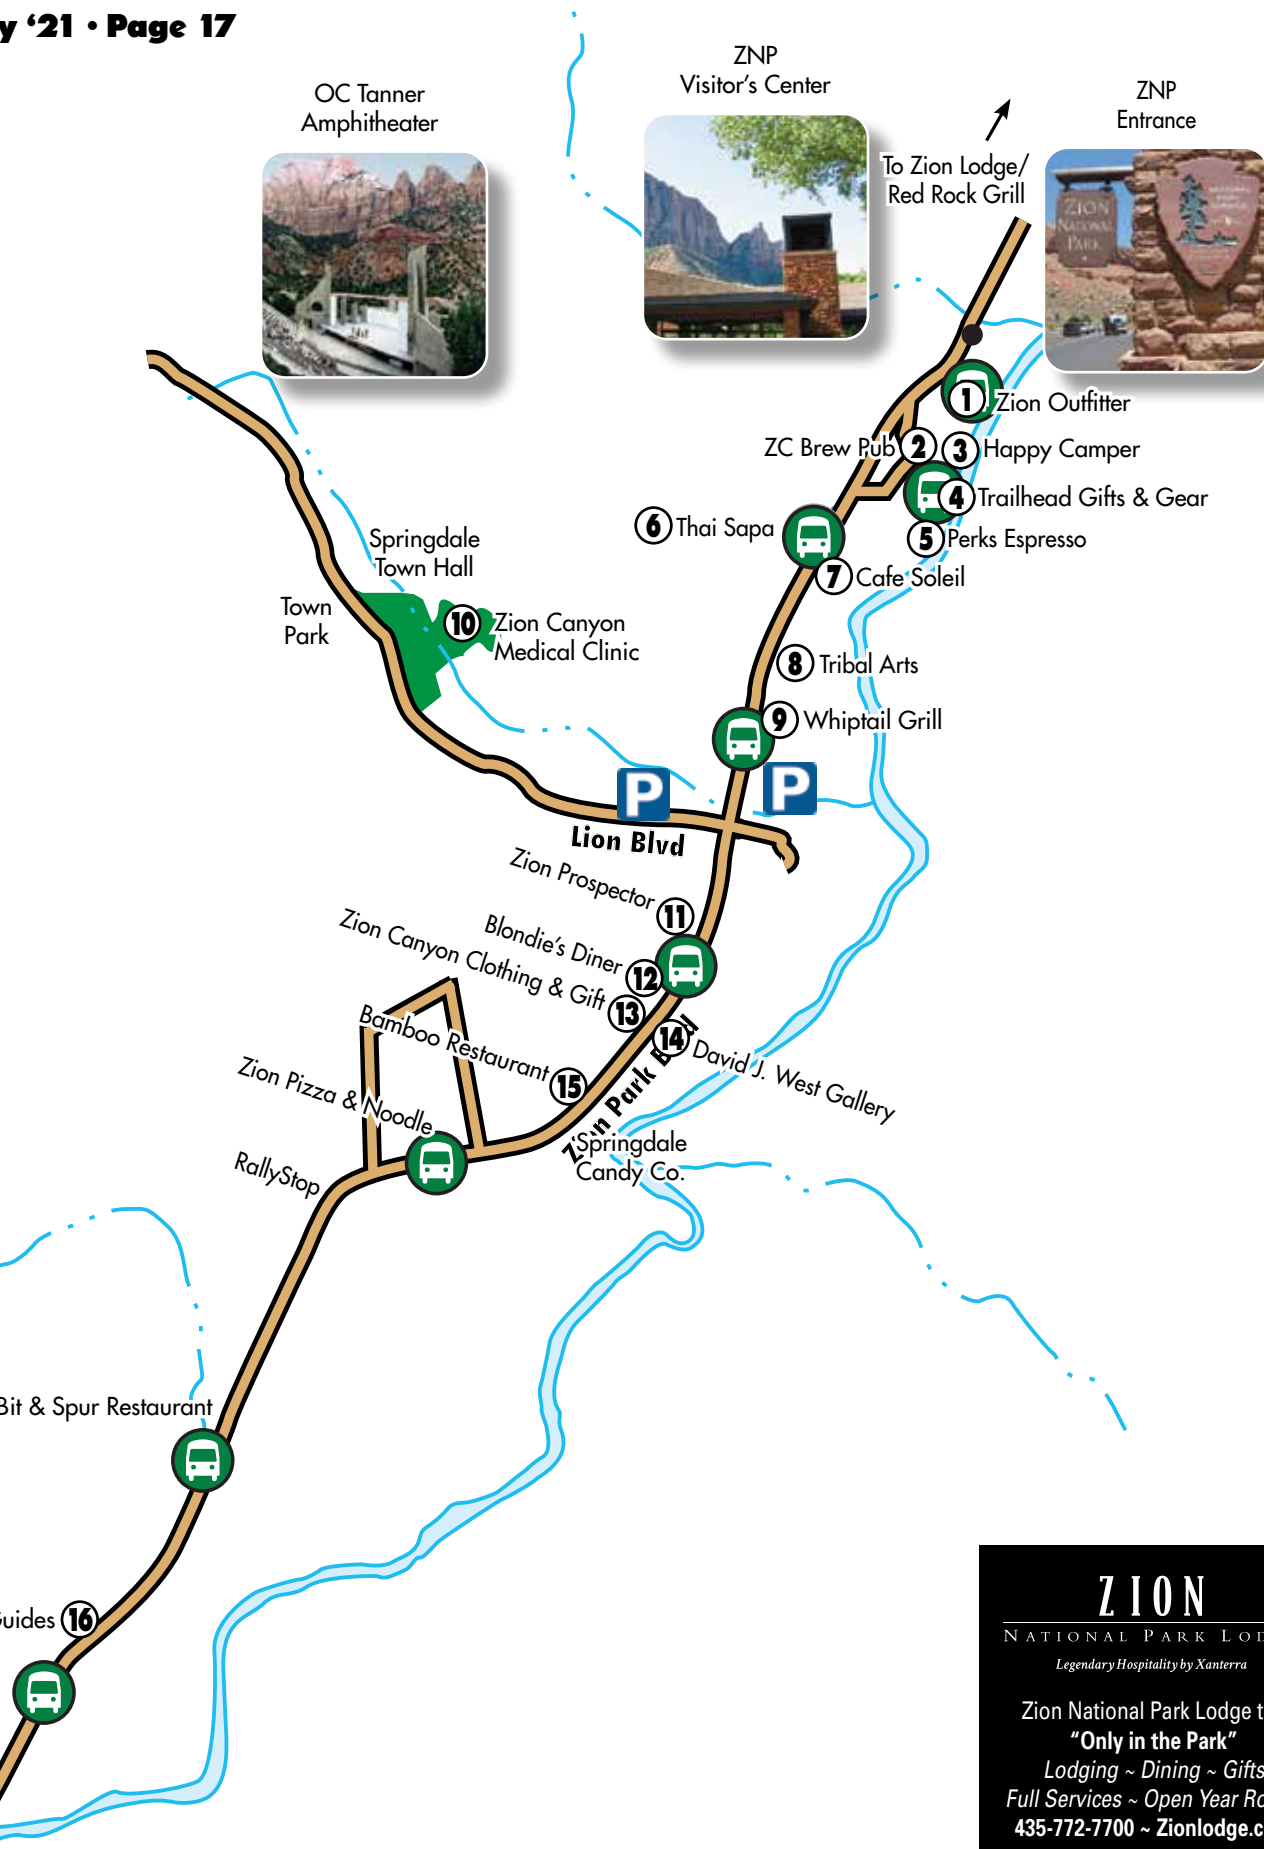 y ‘21 • Page 17
OC Tanner
Amphitheater
ZNP
Visitor’s Center
ZNP
Entrance
To Zion Lodge/
Red Rock Grill
ZION
NATIONAL
PARK
1 Zion Outfitter
ZC Brew Pub 2
3 Happy Camper
4 Trailhead Gifts & Gear
6 Thai Sapa
5 Perks Espresso
7 Cafe Soleil
Springdale
Town Hall
Town
Park
10 Zion Canyon
Medical Clinic
8 Tribal Arts
9 Whiptail Grill
P
P
Lion Blvd
Zion Prospector 11
Blondie’s Diner 12
Zion Canyon Clothing & Gift 13
14 David J. West Gallery
Bamboo Restaurant 15
Zion Park Blvd
Zion Pizza & Noodle
Springdale
Candy Co.
RallyStop
Bit & Spur Restaurant
Guides 16
ZION
NATIONAL PARK LOD
Legendary Hospitality by Xanterra
Zion National Park Lodge t
“Only in the Park”
Lodging ~ Dining ~ Gifts
Full Services ~ Open Year Ro
435-772-7700 ~ Zionlodge.c